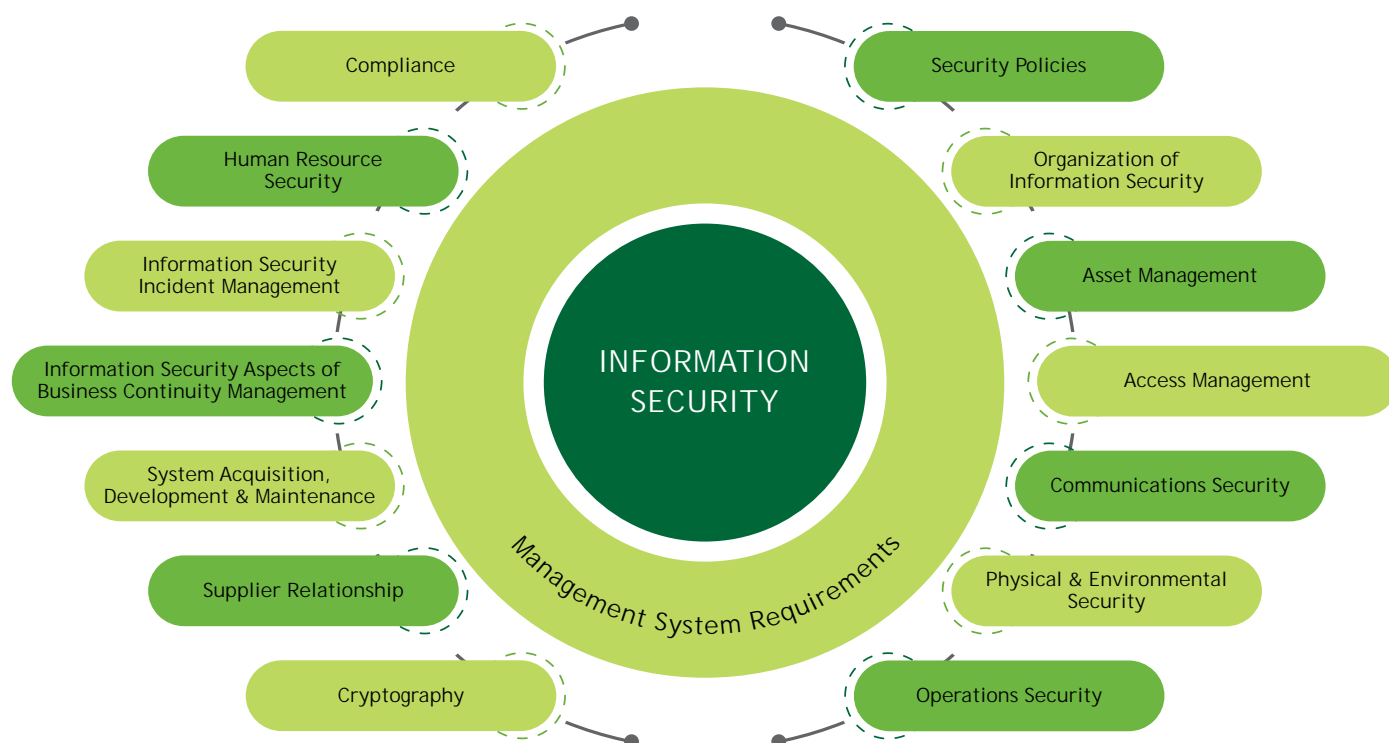 Compliance
Security Policies
Human Resource
Security
Organization of
Information Security
Information Security
Incident Management
Asset Management
Information Security Aspects of
Business Continuity Management
INFORMATION
SECURITY
Access Management
System Acquisition,
Development & Maintenance
Communications Security
Supplier Relationship
Management System Requirements
Physical & Environmental
Security
Cryptography
Operations Security